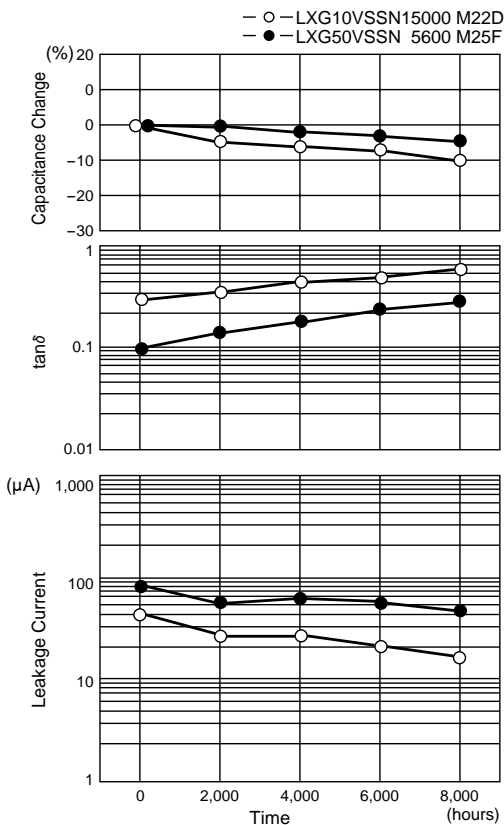 LXG10VSSN15000 M22D
LXG50VSSN 5600 M25F
(%)
20
0
0
−10
−20
−30
Capacitance Change
1
0.1
0.01
tanδ
(μA)
1,000
100
10
1
Leakage Current
0 2,000 4,000 6,000 8,000
Time (hours)